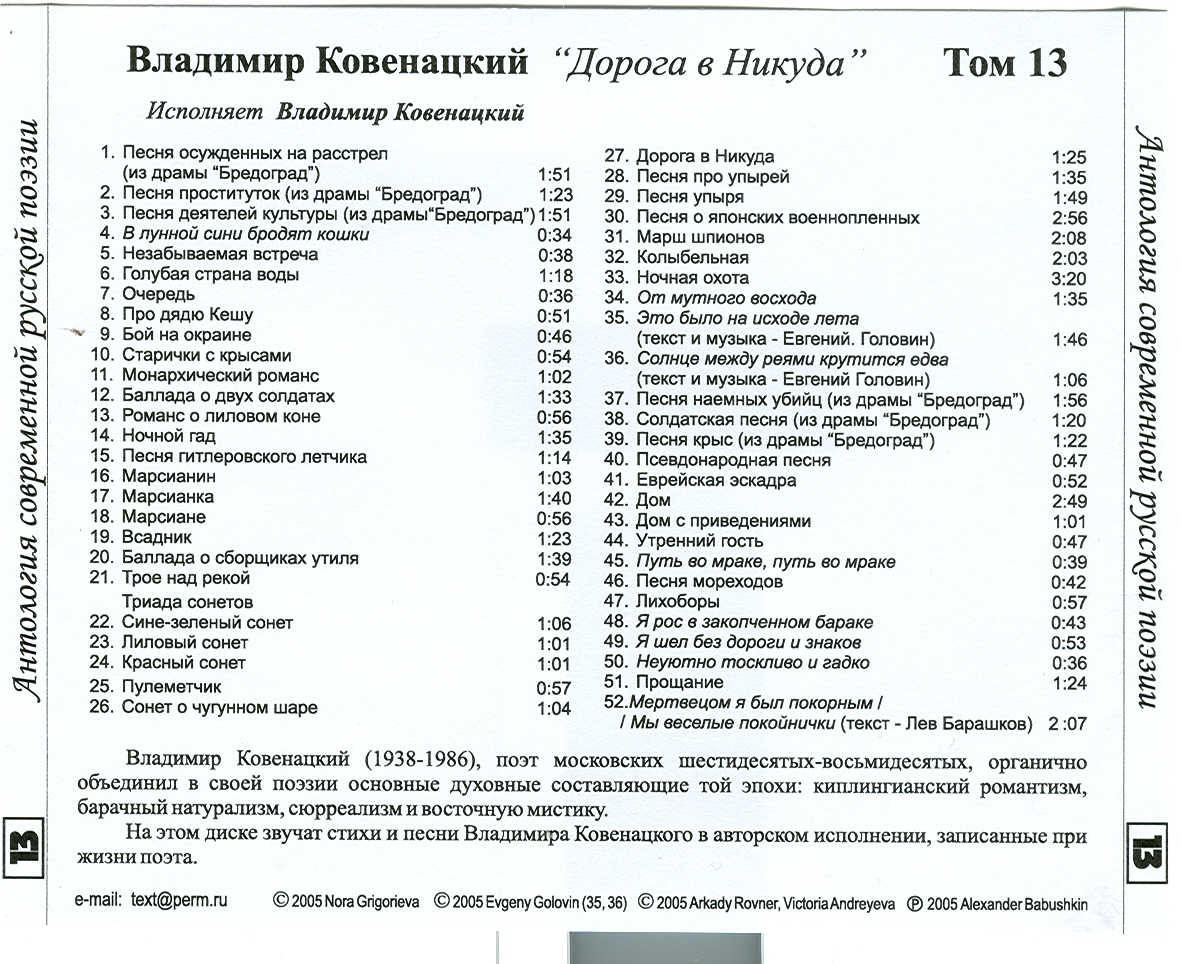 Владимир Ковенацкий “Дорога в Никуда” Том 13
Исполняет Владимир Ковенацкий
1. Песня осужденных на расстрел
(из драмы “Бредоград”) 1:51
2. Песня проституток (из драмы “Бредоград”) 1:23
3. Песня деятелей культуры (из драмы“Бредоград”) 1:51
4. В лунной сини бродят кошки 0:34
5. Незабываемая встреча 0:38
6. Голубая страна воды 1:18
7. Очередь 0:36
8. Про дядю Кешу 0:51
9. Бой на окраине 0:46
10. Старички с крысами 0:54
11. Монархический романс 1:02
12. Баллада о двух солдатах 1:33
13. Романс о лиловом коне 0:56
14. Ночной гад 1:35
15. Песня гитлеровского летчика 1:14
16. Марсианин 1:03
17. Марсианка 1:40
18. Марсиане 0:56
19. Всадник 1:23
20. Баллада о сборщиках утиля 1:39
21. Трое над рекой 0:54
Триада сонетов
22. Сине-зеленый сонет 1:06
23. Лиловый сонет 1:01
24. Красный сонет 1:01
25. Пулеметчик 0:57
26. Сонет о чугунном шаре 1:04
27. Дорога в Никуда 1:25
28. Песня про упырей 1:35
29. Песня упыря 1:49
30. Песня о японских военнопленных 2:56
31. Марш шпионов 2:08
32. Колыбельная 2:03
33. Ночная охота 3:20
34. От мутного восхода 1:35
35. Это было на исходе лета
(текст и музыка - Евгений. Головин) 1:46
36. Солнце между реями крутится едва
(текст и музыка - Евгений Головин) 1:06
37. Песня наемных убийц (из драмы “Бредоград”) 1:56
38. Солдатская песня (из драмы “Бредоград”) 1:20
39. Песня крыс (из драмы “Бредоград”) 1:22
40. Псевдонародная песня 0:47
41. Еврейская эскадра 0:52
42. Дом 2:49
43. Дом с приведениями 1:01
44. Утренний гость 0:47
45. Путь во мраке, путь во мраке 0:39
46. Песня мореходов 0:42
47. Лихоборы 0:57
48. Я рос в закопченном бараке 0:43
49. Я шел без дороги и знаков 0:53
50. Неуютно тоскливо и гадко 0:36
51. Прощание 1:24
52.Мертвецом я был покорным /
/ Мы веселые покойнички (текст - Лев Барашков) 2:07
Владимир Ковенацкий (1938-1986), поэт московских шестидесятых-восьмидесятых, органично
объединил в своей поэзии основные духовные составляющие той эпохи: киплингианский романтизм,
барачный натурализм, сюрреализм и восточную мистику.
На этом диске звучат стихи и песни Владимира Ковенацкого в авторском исполнении, записанные при
жизни поэта.
e-mail: text@perm.ru © 2005 Nora Grigorieva © 2005 Evgeny Golovin (35, 36) © 2005 Arkady Rovner, Victoria Andreyeva ℗ 2005 Alexander Babushkin
Антология современной русской поэзии
13
Антология современной русской поэзии
13